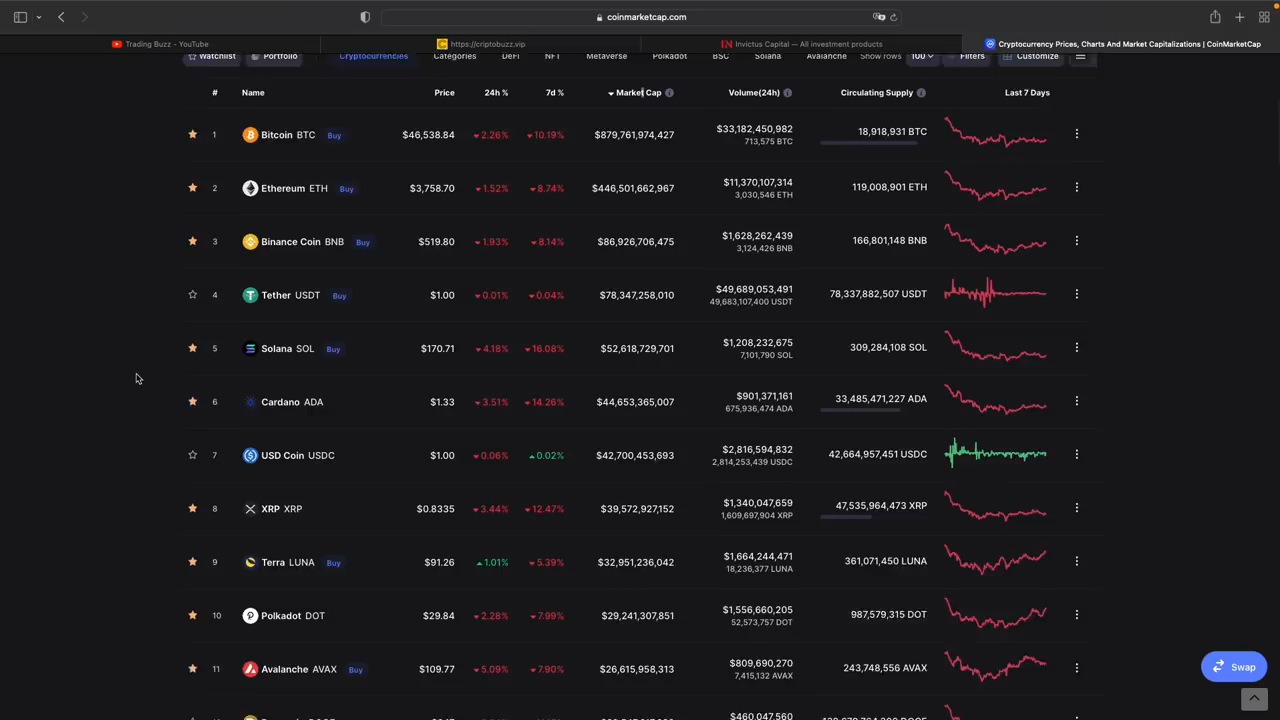 coinmarketcap.com
Trading Buzz - YouTube
https://criptobuzz.vip
Invictus Capital — All investment products
Cryptocurrency Prices, Charts And Market Capitalizations | CoinMarketCap
Watchlist Portfolio Cryptocurrencies Categories DeFi NFT Metaverse Polkadot BSC Solana Avalanche Show rows 100 Filters Customize
# Name Price 24h % 7d % Market Cap Volume(24h) Circulating Supply Last 7 Days
1 Bitcoin BTC Buy $46,538.84 2.26% 10.19% $879,761,974,427 $33,182,450,982 18,918,931 BTC
713,575 BTC
2 Ethereum ETH Buy $3,758.70 1.52% 8.74% $446,501,662,967 $11,370,107,314 119,008,901 ETH
3,030,546 ETH
3 Binance Coin BNB Buy $519.80 1.93% 8.14% $86,926,706,475 $1,628,262,439 166,801,148 BNB
3,124,426 BNB
4 Tether USDT Buy $1.00 0.01% 0.04% $78,347,258,010 $49,689,053,491 78,337,882,507 USDT
49,683,107,400 USDT
5 Solana SOL Buy $170.71 4.18% 16.08% $52,618,729,701 $1,208,232,675 309,284,108 SOL
7,101,790 SOL
6 Cardano ADA $1.33 3.51% 14.26% $44,653,365,007 $901,371,161 33,485,471,227 ADA
675,936,474 ADA
7 USD Coin USDC $1.00 0.06% 0.02% $42,700,453,693 $2,816,594,832 42,664,957,451 USDC
2,814,253,439 USDC
8 XRP XRP $0.8335 3.44% 12.47% $39,572,927,152 $1,340,047,659 47,535,964,473 XRP
1,609,697,904 XRP
9 Terra LUNA Buy $91.26 1.01% 5.39% $32,951,236,042 $1,664,244,471 361,071,450 LUNA
18,236,377 LUNA
10 Polkadot DOT $29.84 2.28% 7.99% $29,241,307,851 $1,556,660,205 987,579,315 DOT
52,573,757 DOT
11 Avalanche AVAX Buy $109.77 5.09% 7.90% $26,615,958,313 $809,690,270 243,748,556 AVAX
7,415,132 AVAX
Swap
$460,047,560